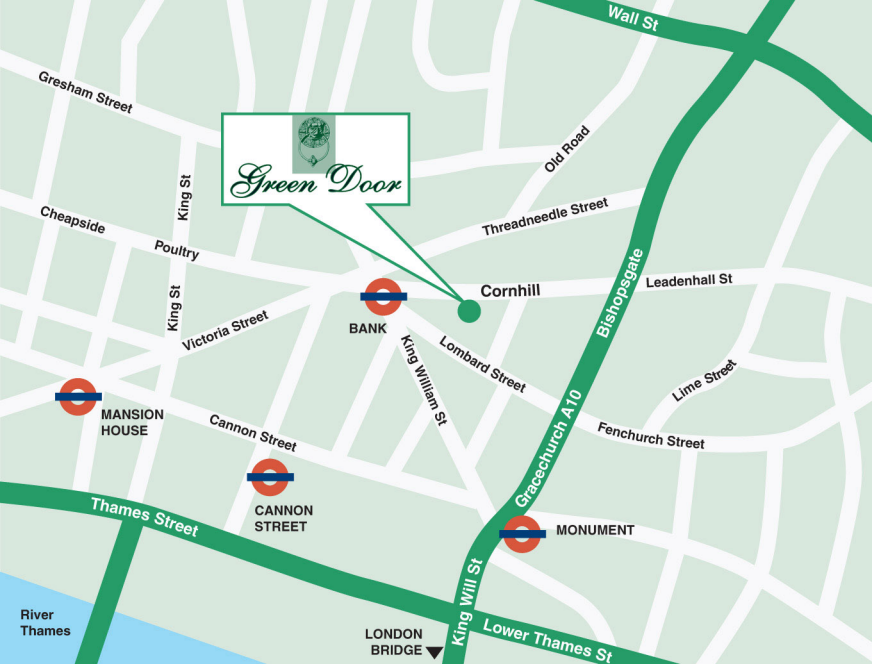 Wall St
Gresham Street
Old Road
Green Door
King St
Threadneedle Street
Cheapside
Poultry
Bishopsgate
Leadenhall St
Cornhill
King St
Victoria Street
BANK
Lombard Street
King William St
Lime Street
MANSION
HOUSE
Cannon Street
Gracechurch A10
Fenchurch Street
CANNON
STREET
Thames Street
MONUMENT
King Will St
River
Thames
LONDON
BRIDGE
Lower Thames St